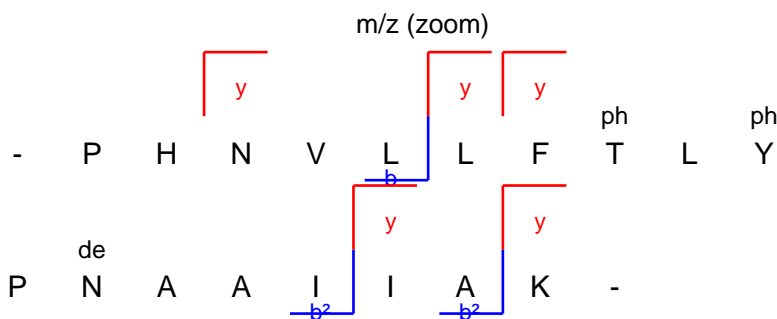 m/z (zoom)
y y y
ph ph
- P H N V L L F T L Y
b
y y
de
P N A A I I A K -
b² b²